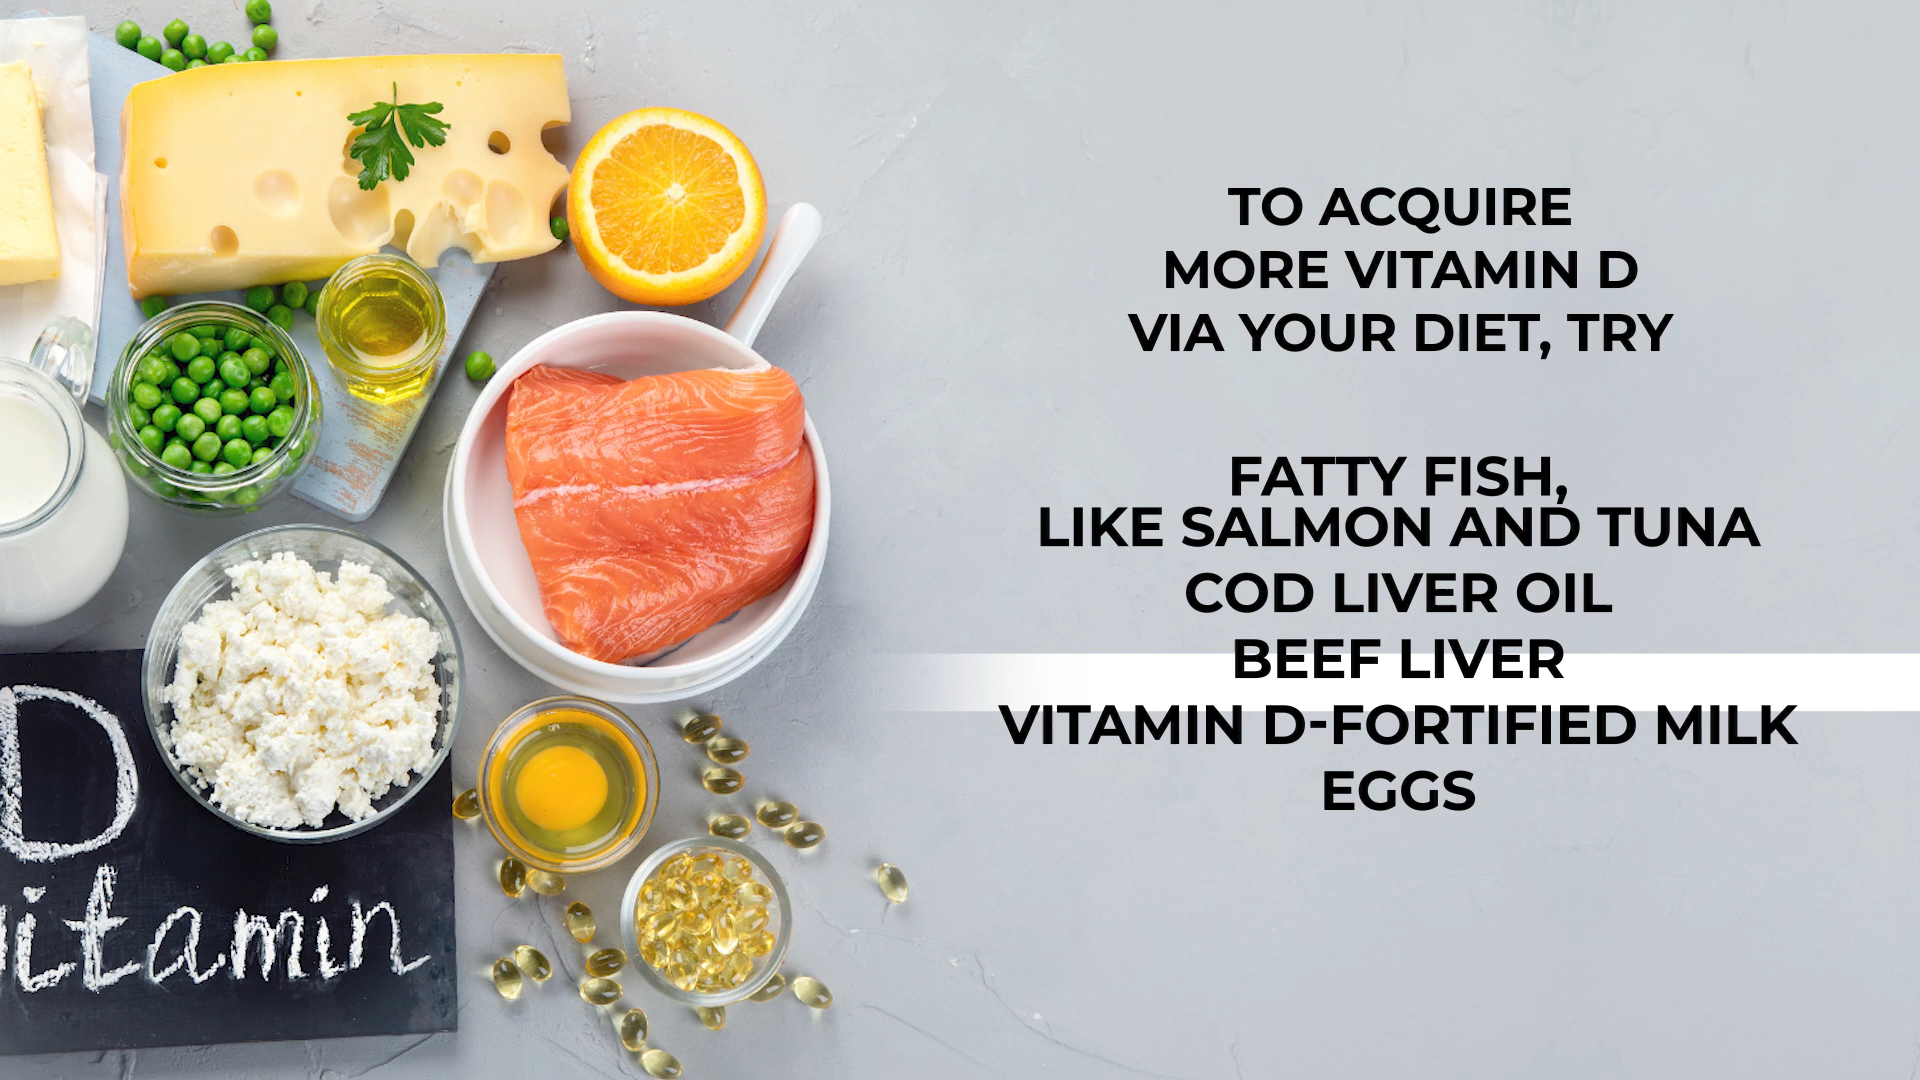 TO ACQUIRE
MORE VITAMIN D
VIA YOUR DIET, TRY
FATTY FISH,
LIKE SALMON AND TUNA
COD LIVER OIL
BEEF LIVER
VITAMIN D-FORTIFIED MILK
EGGS
D
vitamin